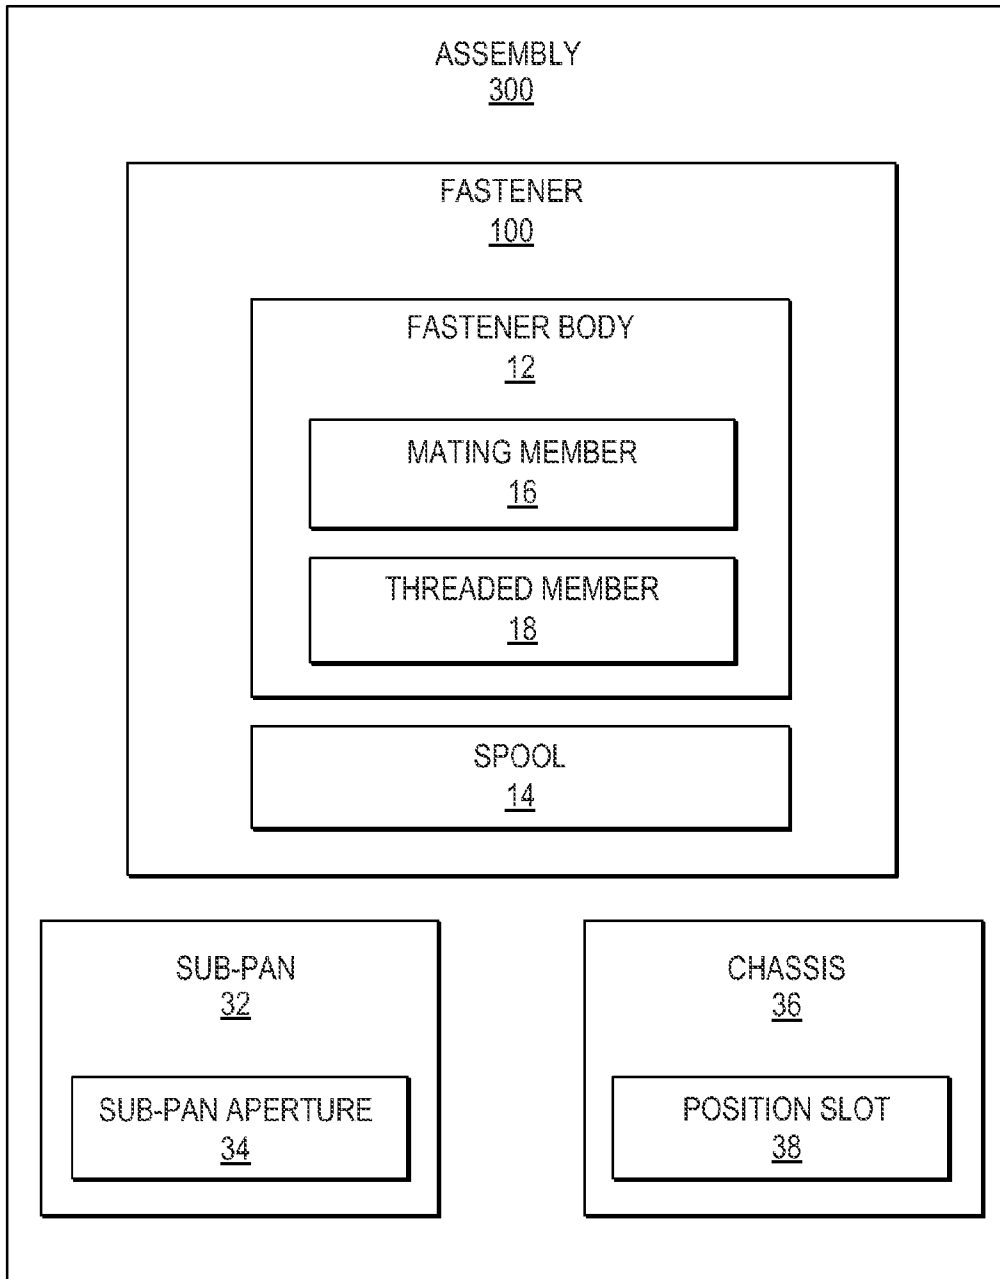 ASSEMBLY
300
FASTENER
100
FASTENER BODY
12
MATING MEMBER
16
THREADED MEMBER
18
SPOOL
14
SUB-PAN
32
SUB-PAN APERTURE
34
CHASSIS
36
POSITION SLOT
38